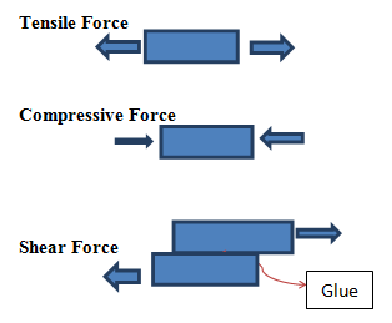 Tensile Force
Compressive Force
Shear Force
Glue